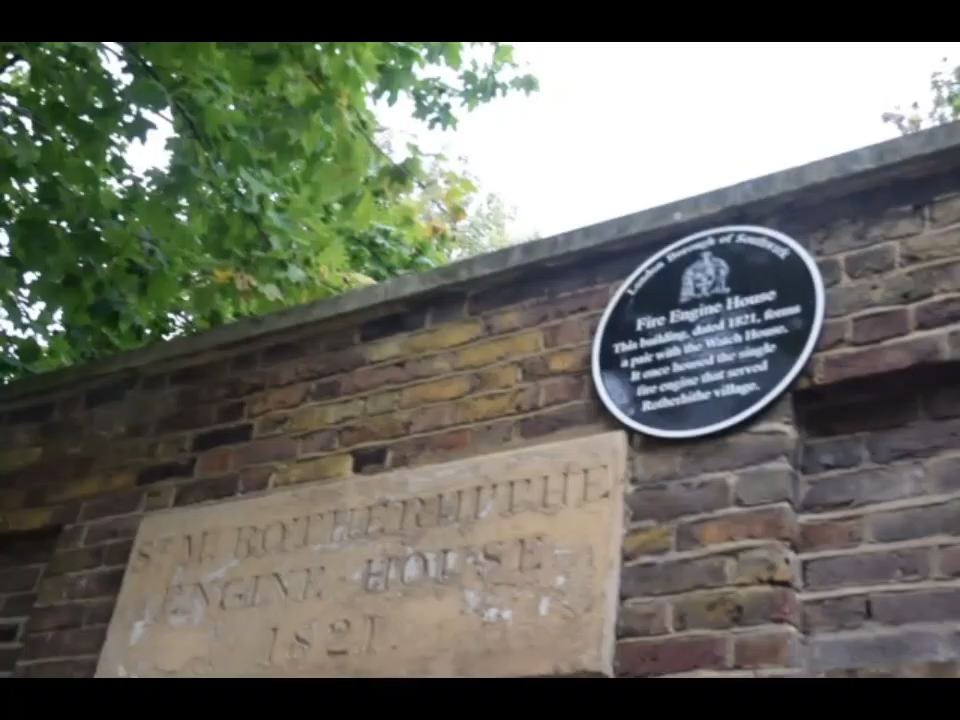 London Borough of Southwark
Fire Engine House
This building, dated 1821, forms
a pair with the Watch House.
It once housed the single
fire engine that served
Rotherhithe village.
ST M. ROTHERHITHE
ENGINE HOUSE
1821.